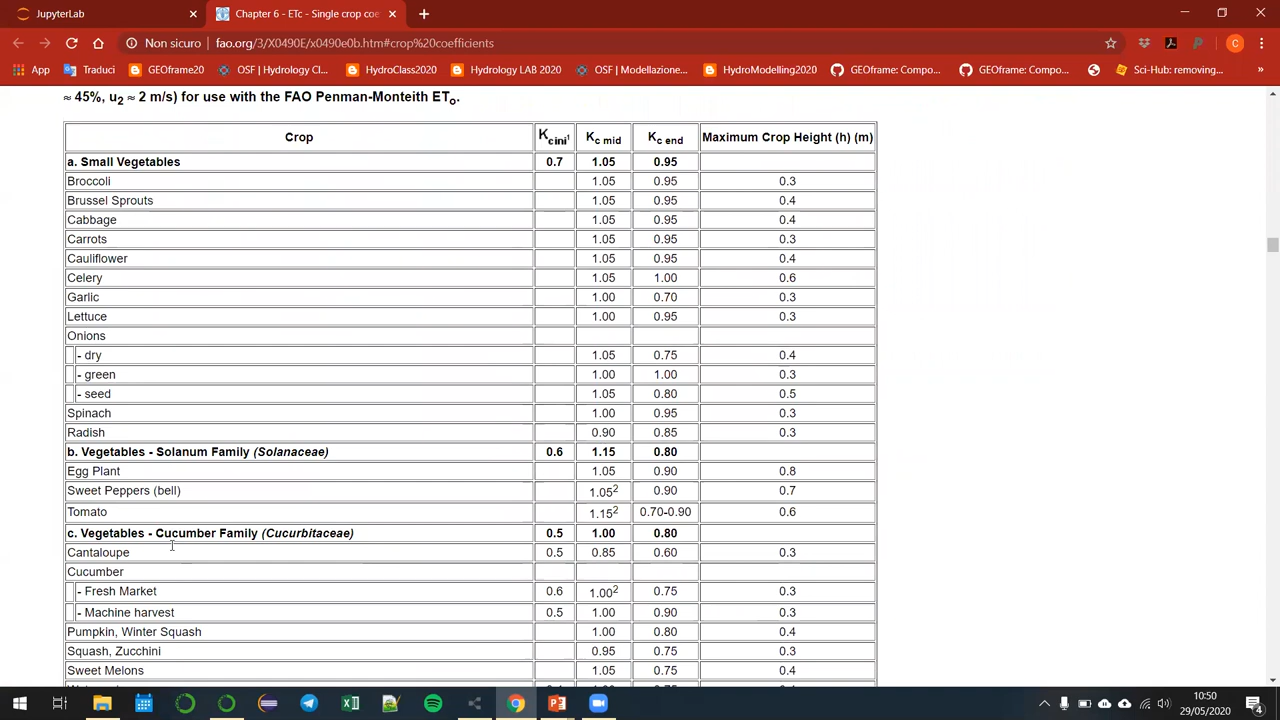 JupyterLab
Chapter 6 - ETc - Single crop coe
Non sicuro fao.org/3/X0490E/x0490e0b.htm#crop%20coefficients
App Traduci GEOframe20 OSF | Hydrology Cl... HydroClass2020 Hydrology LAB 2020 OSF | Modellazione... HydroModelling2020 GEOframe: Compo... GEOframe: Compo... Sci-Hub: removing... »
≈ 45%, u2 ≈ 2 m/s) for use with the FAO Penman-Monteith ETo.
Crop Kc ini1 Kc mid Kc end Maximum Crop Height (h) (m)
a. Small Vegetables 0.7 1.05 0.95
Broccoli 1.05 0.95 0.3
Brussel Sprouts 1.05 0.95 0.4
Cabbage 1.05 0.95 0.4
Carrots 1.05 0.95 0.3
Cauliflower 1.05 0.95 0.4
Celery 1.05 1.00 0.6
Garlic 1.00 0.70 0.3
Lettuce 1.00 0.95 0.3
Onions
- dry 1.05 0.75 0.4
- green 1.00 1.00 0.3
- seed 1.05 0.80 0.5
Spinach 1.00 0.95 0.3
Radish 0.90 0.85 0.3
b. Vegetables - Solanum Family (Solanaceae) 0.6 1.15 0.80
Egg Plant 1.05 0.90 0.8
Sweet Peppers (bell) 1.05² 0.90 0.7
Tomato 1.15² 0.70-0.90 0.6
c. Vegetables - Cucumber Family (Cucurbitaceae) 0.5 1.00 0.80
Cantaloupe 0.5 0.85 0.60 0.3
Cucumber
- Fresh Market 0.6 1.00² 0.75 0.3
- Machine harvest 0.5 1.00 0.90 0.3
Pumpkin, Winter Squash 1.00 0.80 0.4
Squash, Zucchini 0.95 0.75 0.3
Sweet Melons 1.05 0.75 0.4
10:50
29/05/2020